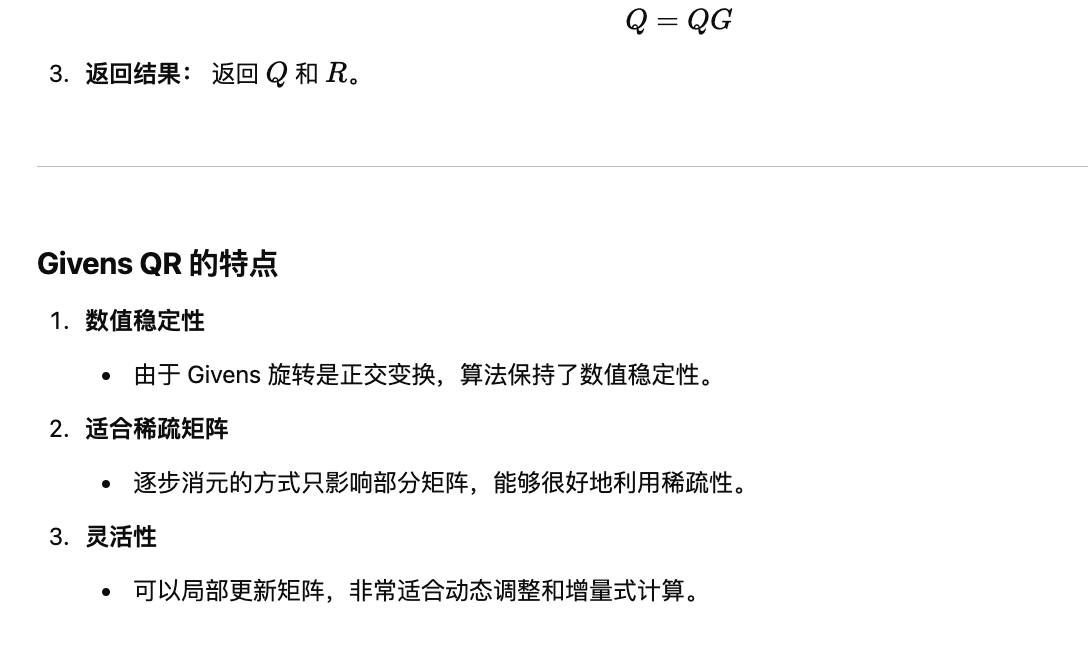 Q = QG
3. 返回结果： 返回 Q 和 R。
Givens QR 的特点
1. 数值稳定性
• 由于 Givens 旋转是正交变换，算法保持了数值稳定性。
2. 适合稀疏矩阵
• 逐步消元的方式只影响部分矩阵，能够很好地利用稀疏性。
3. 灵活性
• 可以局部更新矩阵，非常适合动态调整和增量式计算。